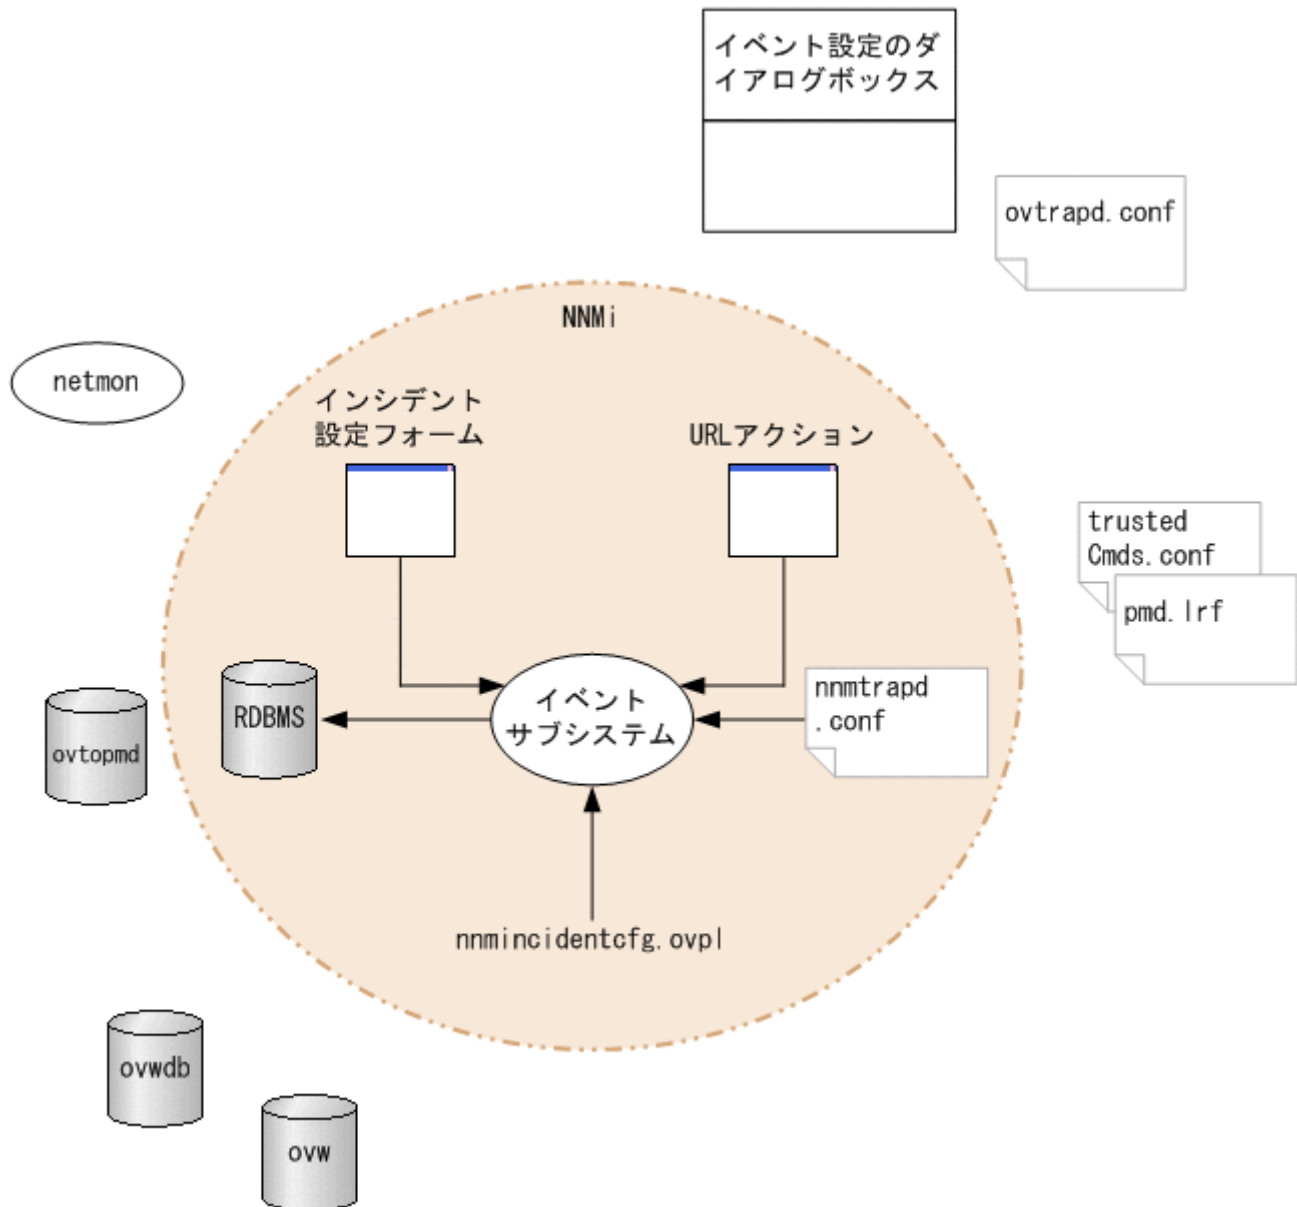 イベント設定のダ
イアログボックス
ovtrapd.conf
NNMi
netmon
インシデント
設定フォーム
URLアクション
trusted
Cmds.conf
pmd.lrf
イベント
サブシステム
nnmtrapd
.conf
RDBMS
ovtopmd
nnmincidentcfg.ovpl
ovwdb
ovw